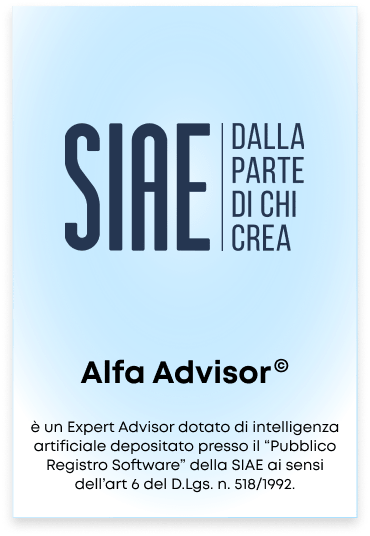 SIAE
DALLA
PARTE
DI CHI
CREA
Alfa Advisor©
è un Expert Advisor dotato di intelligenza
artificiale depositato presso il “Pubblico
Registro Software” della SIAE ai sensi
dell’art 6 del D.Lgs. n. 518/1992.